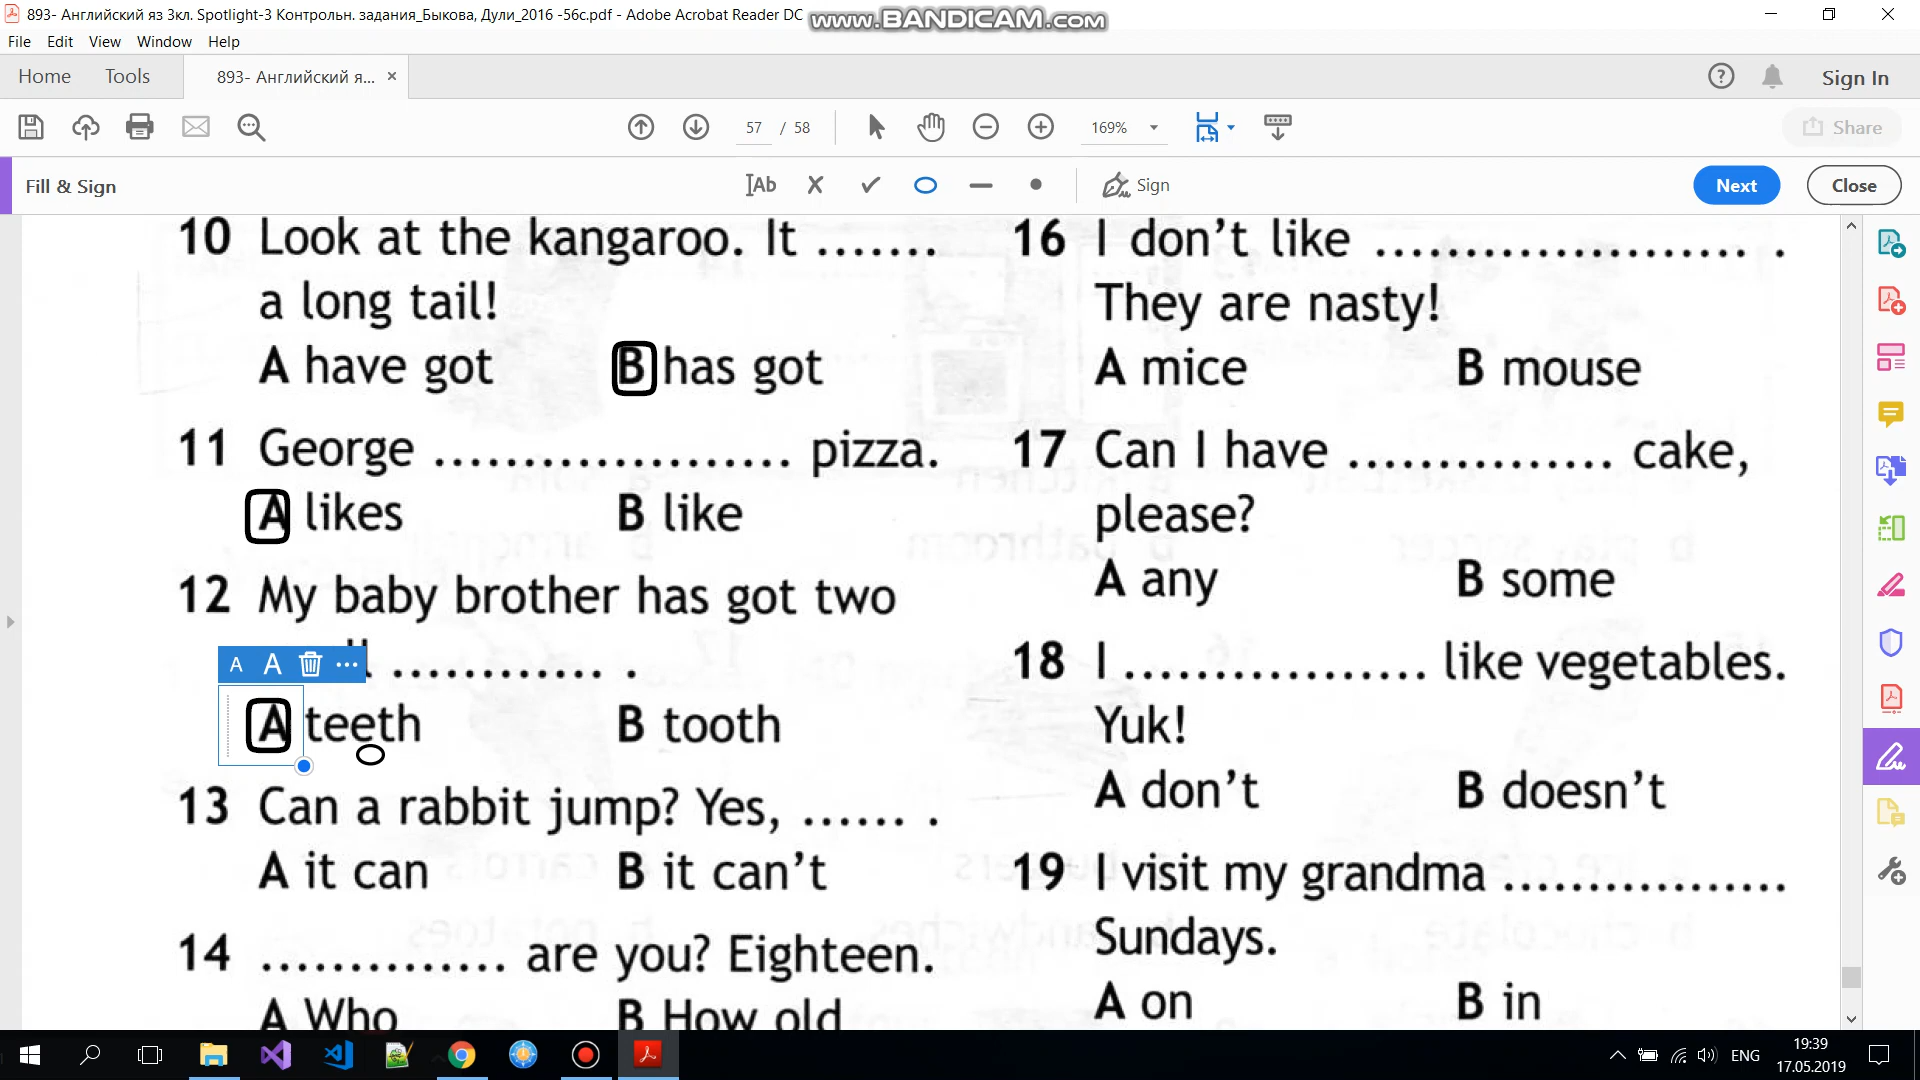 893- Английский яз 3кл. Spotlight-3 Контрольн. задания_Быкова, Дули_2016 -56с.pdf - Adobe Acrobat Reader DC
www.BANDICAM.com
File Edit View Window Help
Home Tools 893- Английский я... × Sign In
57 / 58 169% Share
Fill & Sign Ab Sign Next Close
10 Look at the kangaroo. It .......
a long tail!
A have got B has got
11 George .................... pizza.
A likes B like
12 My baby brother has got two
............ .
A A ...
A teeth B tooth
13 Can a rabbit jump? Yes, ...... .
A it can B it can't
14 .............. are you? Eighteen.
A Who B How old
16 I don't like ..................... .
They are nasty!
A mice B mouse
17 Can I have ............... cake,
please?
A any B some
18 I ................. like vegetables.
Yuk!
A don't B doesn't
19 I visit my grandma .................
Sundays.
A on B in
ENG
19:39
17.05.2019